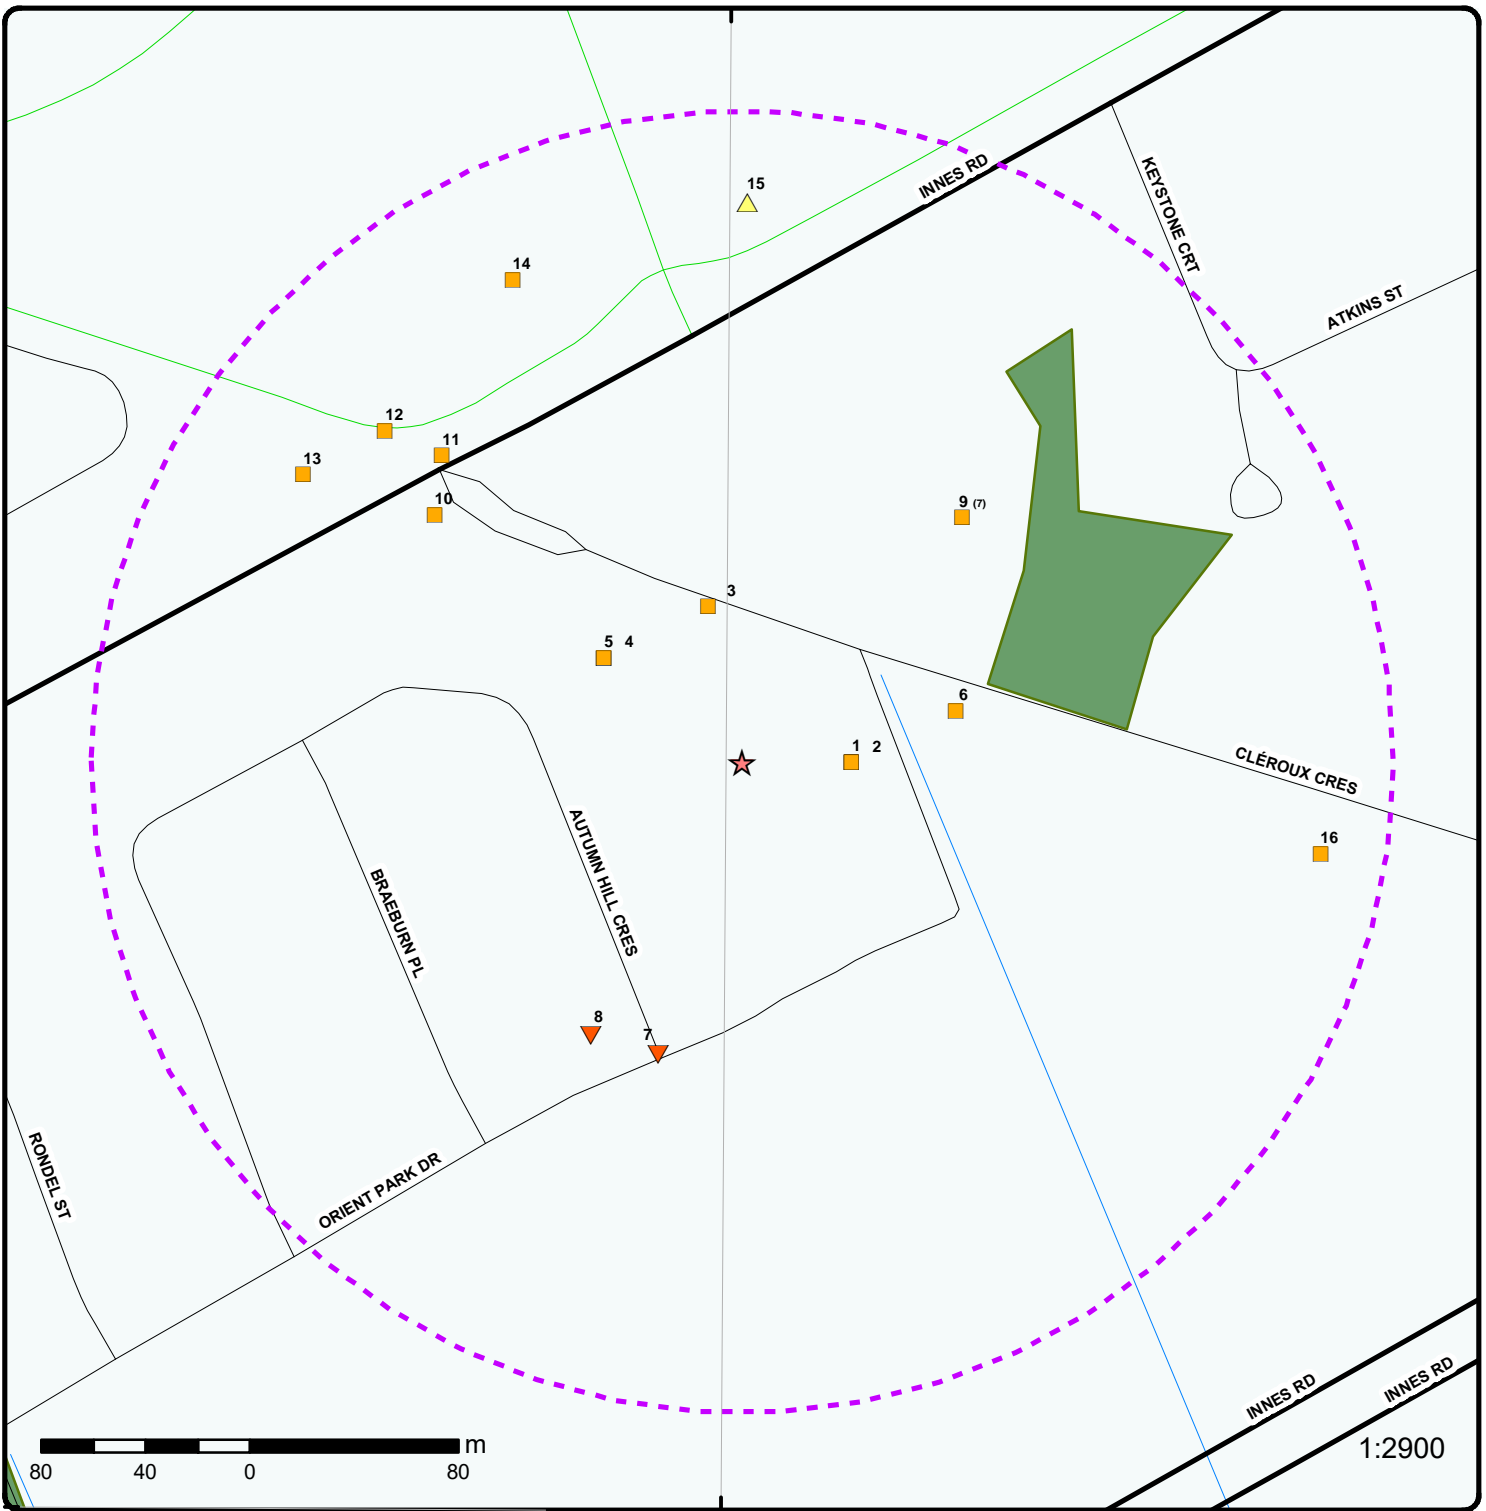 15
INNES RD
KEYSTONE CRT
14
ATKINS ST
12
11
13
10
9 (7)
3
5 4
6
1 2
CLÉROUX CRES
16
AUTUMN HILL CRES
BRAEBURN PL
8
7
RONDEL ST
ORIENT PARK DR
INNES RD
INNES RD
m
80 40 0 80
1:2900